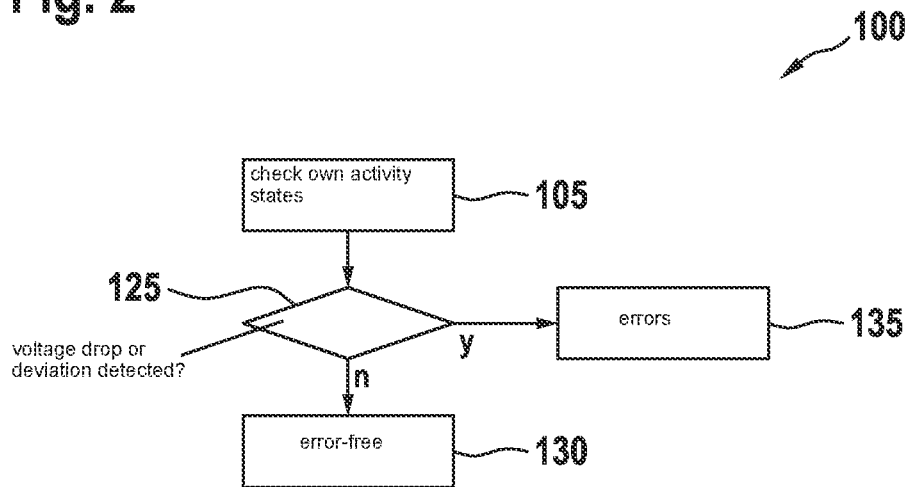 Fig. 2
100
check own activity
states
105
125
voltage drop or
deviation detected?
y
errors
135
n
error-free
130